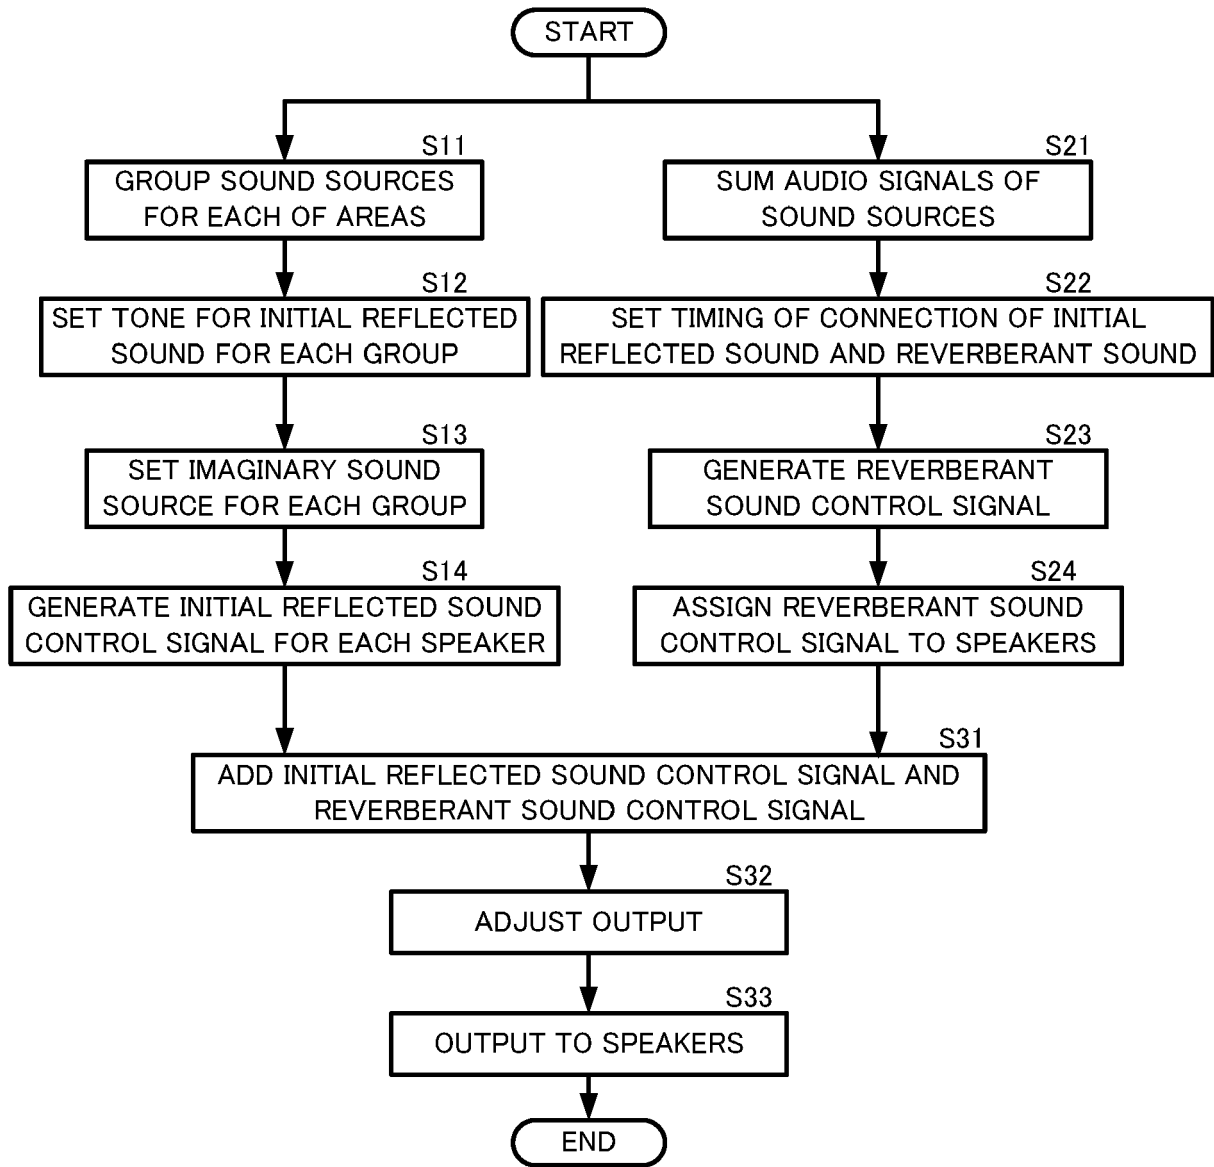 START
S11
GROUP SOUND SOURCES
FOR EACH OF AREAS
S12
SET TONE FOR INITIAL REFLECTED
SOUND FOR EACH GROUP
S13
SET IMAGINARY SOUND
SOURCE FOR EACH GROUP
S14
GENERATE INITIAL REFLECTED SOUND
CONTROL SIGNAL FOR EACH SPEAKER
S21
SUM AUDIO SIGNALS OF
SOUND SOURCES
S22
SET TIMING OF CONNECTION OF INITIAL
REFLECTED SOUND AND REVERBERANT SOUND
S23
GENERATE REVERBERANT
SOUND CONTROL SIGNAL
S24
ASSIGN REVERBERANT SOUND
CONTROL SIGNAL TO SPEAKERS
S31
ADD INITIAL REFLECTED SOUND CONTROL SIGNAL AND
REVERBERANT SOUND CONTROL SIGNAL
S32
ADJUST OUTPUT
S33
OUTPUT TO SPEAKERS
END